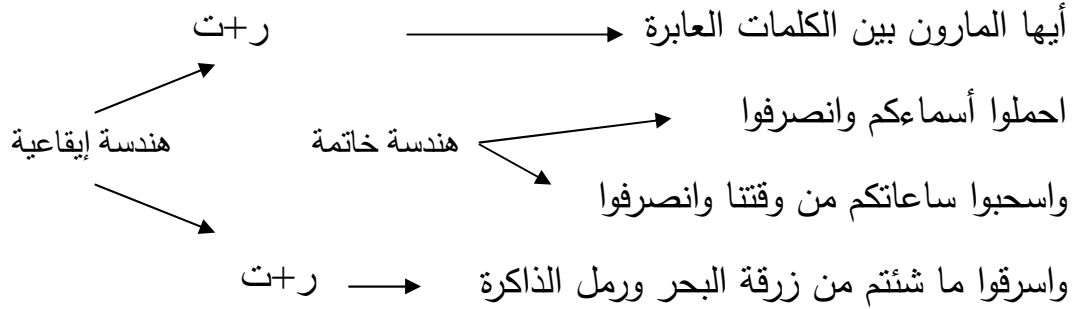 أيها المارون بين الكلمات العابرة ر+ت
احملوا أسماءكم وانصرفوا
هندسة خاتمة هندسة إيقاعية
واسحبوا ساعاتكم من وقتنا وانصرفوا
واسرقوا ما شئتم من زرقة البحر ورمل الذاكرة ر+ت